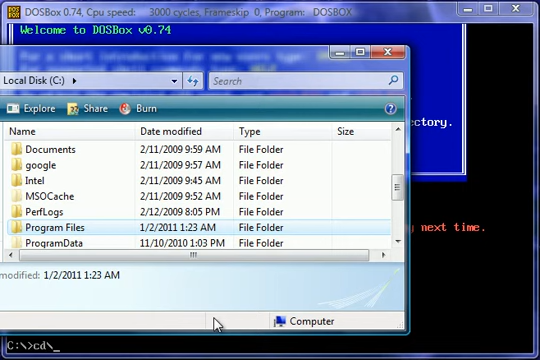 DOSBox 0.74, Cpu speed: 3000 cycles, Frameskip 0, Program: DOSBOX
Welcome to DOSBox v0.74
Local Disk (C:)
Search
Explore Share Burn
Name Date modified Type Size
Documents 2/11/2009 9:59 AM File Folder
google 2/11/2009 9:57 AM File Folder
Intel 2/11/2009 9:45 AM File Folder
MSOCache 2/11/2009 9:52 AM File Folder
PerfLogs 2/12/2009 8:05 PM File Folder
Program Files 1/2/2011 1:23 AM File Folder
ProgramData 11/10/2010 1:03 PM File Folder
ectory.
next time.
modified: 1/2/2011 1:23 AM
Computer
C:\>cd\_